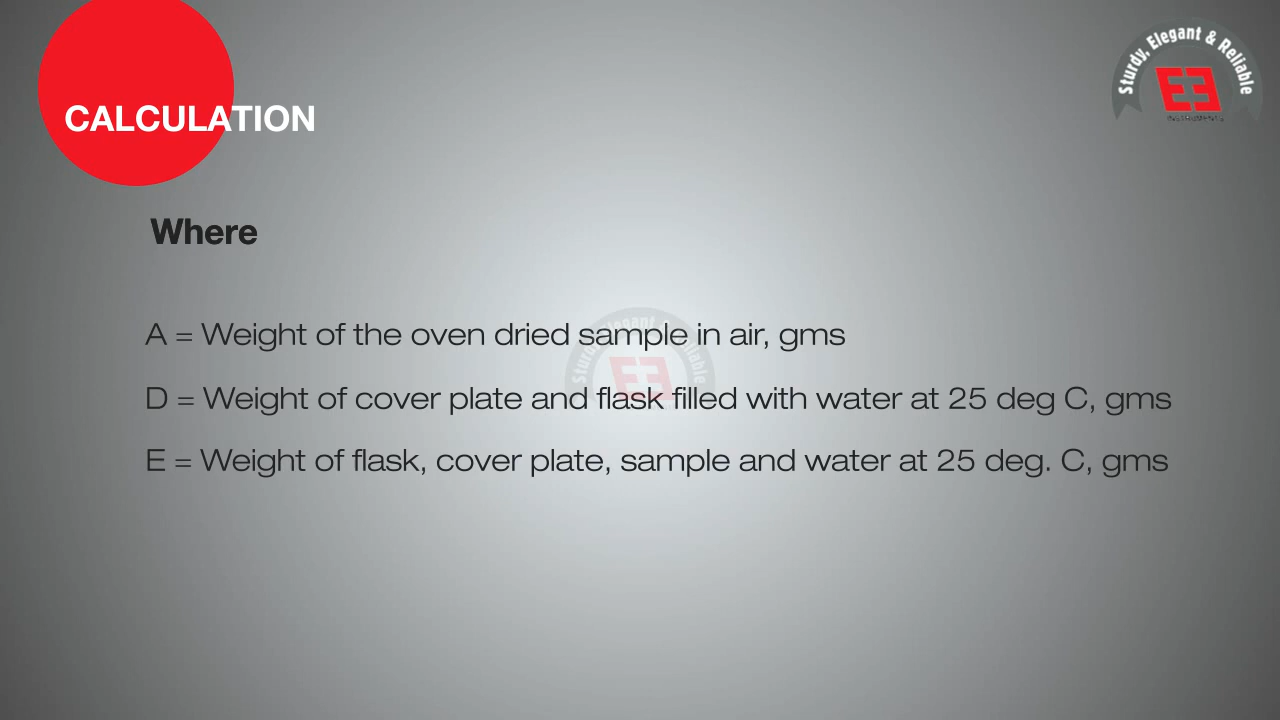 CALCULATION
Sturdy, Elegant & Reliable
EE
INSTRUMENTS
Where
A = Weight of the oven dried sample in air, gms
D = Weight of cover plate and flask filled with water at 25 deg C, gms
E = Weight of flask, cover plate, sample and water at 25 deg. C, gms